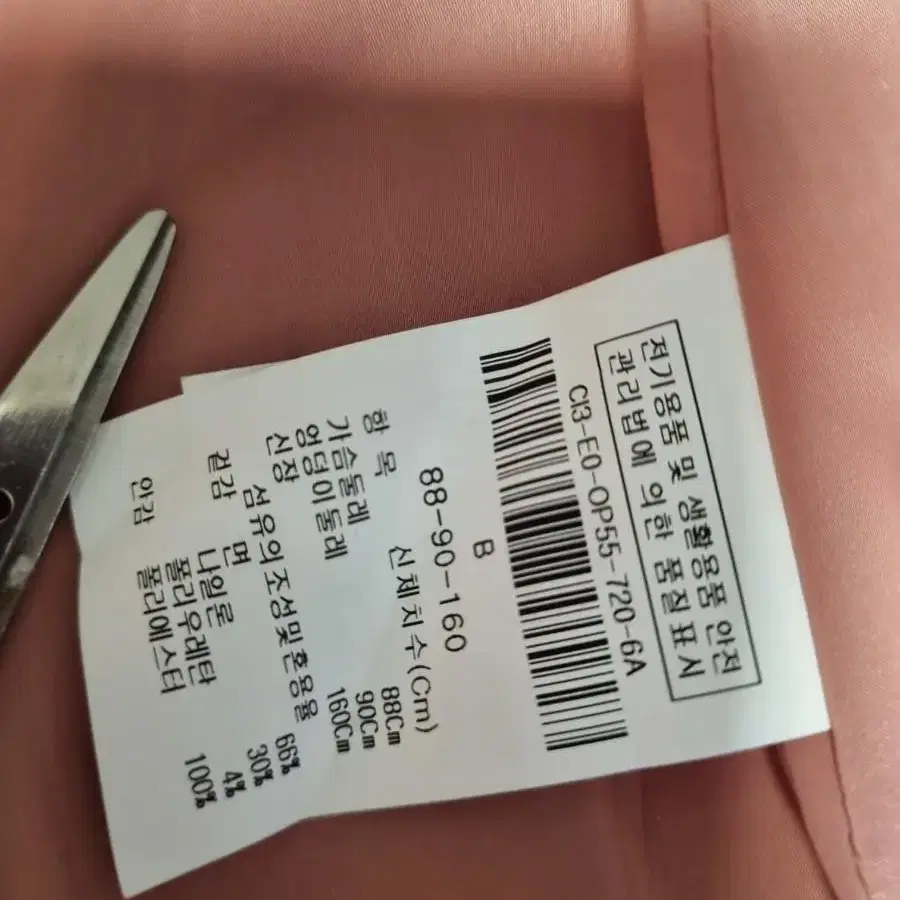 전기용품 및 생활용품 안전
관리법에 의한 품질 표시
CI3-E0-OP55-720-6A
B
88-90-160
항 목 신체치수(Cm)
가슴둘레 88Cm
엉덩이둘레 90Cm
신장 160Cm
섬유의조성및혼용율
겉감 면 66%
나일론 30%
폴리우레탄 4%
안감 폴리에스터 100%